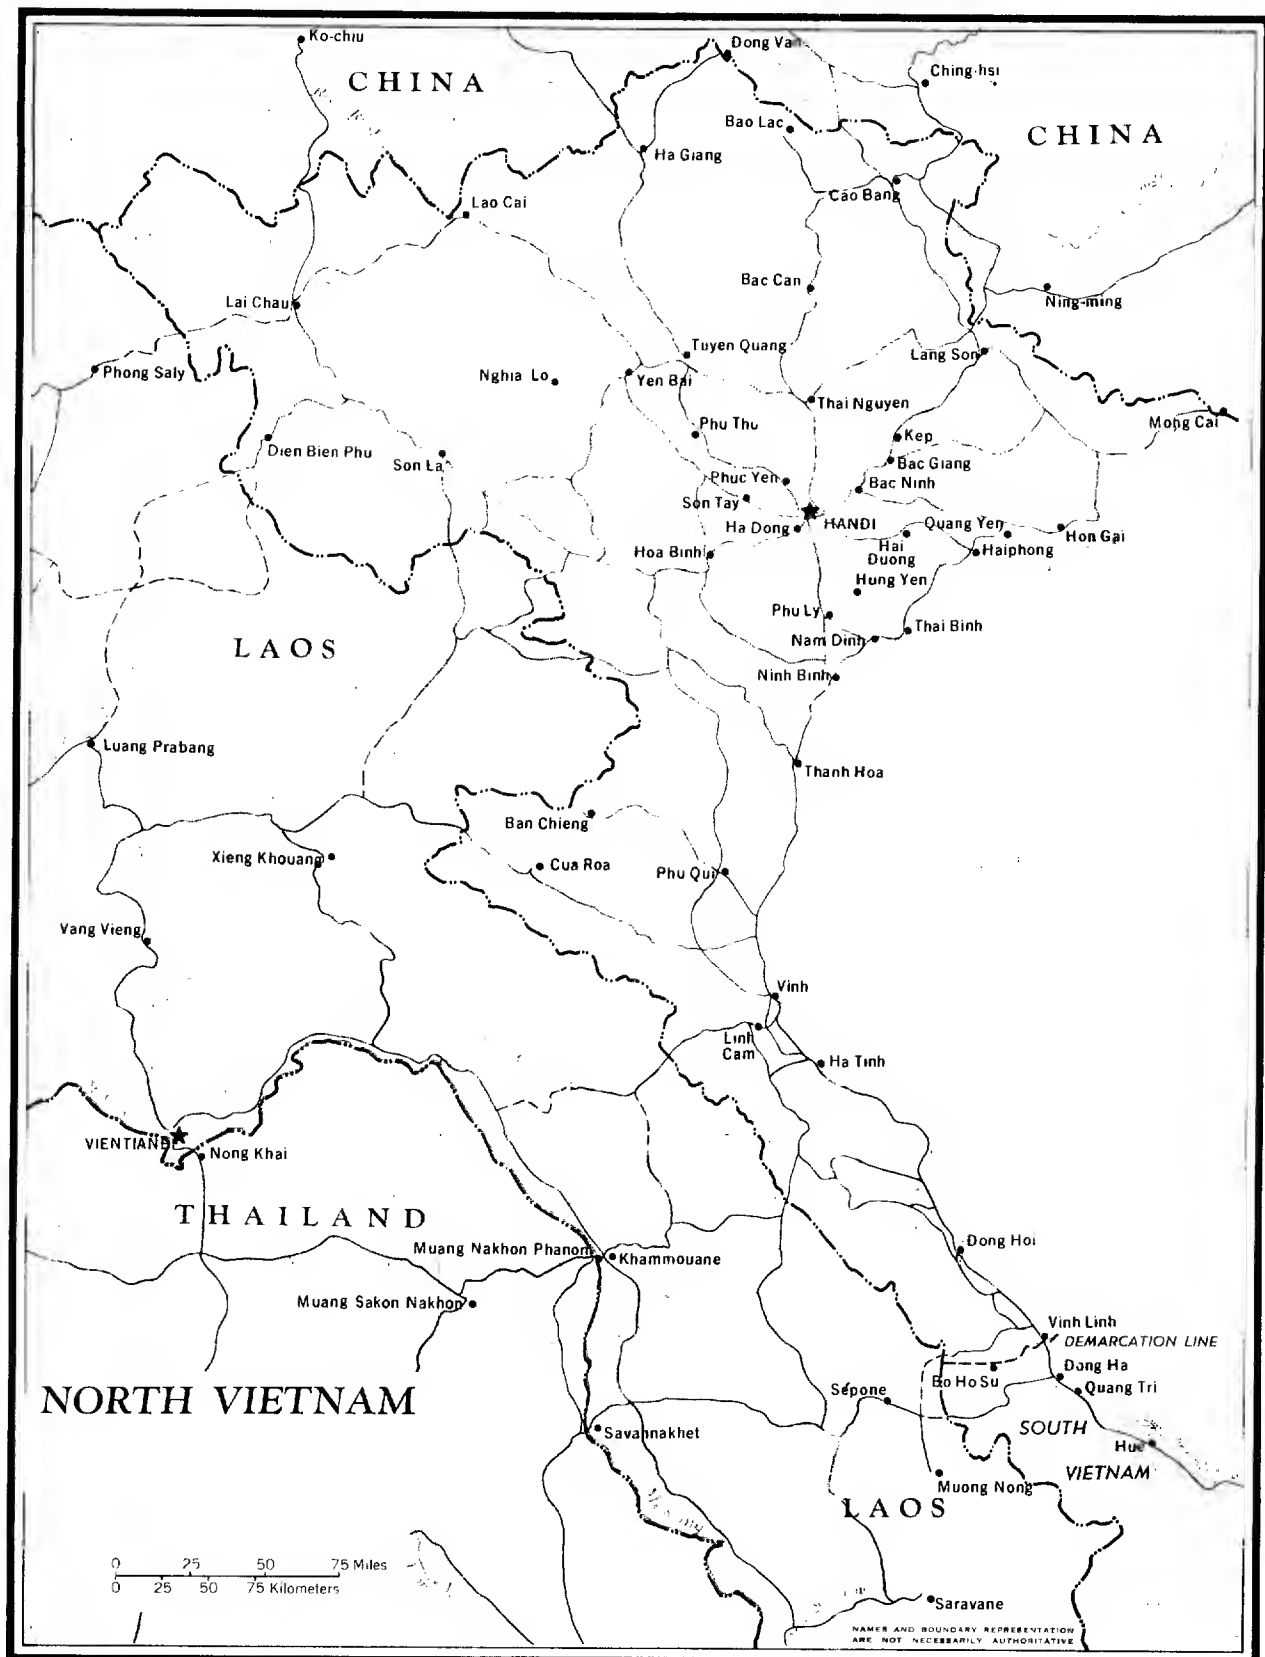 Ko-chiu
Dong Van
CHINA
Ching-hsi
Bao Lac
CHINA
Ha Giang
Cao Bang
Lao Cai
Bac Can
Lai Chau
Ning-ming
Tuyen Quang
Lang Son
Phong Saly
Nghia Lo
Yen Bai
Thai Nguyen
Mong Cai
Phu Tho
Kep
Dien Bien Phu
Son La
Bac Giang
Phuc Yen
Bac Ninh
Son Tay
Ha Dong
HANOI
Quang Yen
Hon Gai
Hai
Duong
Haiphong
Hoa Binh
Hung Yen
Phu Ly
Thai Binh
Nam Dinh
LAOS
Ninh Binh
Luang Prabang
Thanh Hoa
Ban Chieng
Xieng Khouang
Cua Roa
Phu Qui
Vang Vieng
Vinh
Linh
Cam
Ha Tinh
VIENTIANE
Nong Khai
THAILAND
Dong Hoi
Muang Nakhon Phanom
Khammouane
Muang Sakon Nakhon
Vinh Linh
DEMARCATION LINE
Dong Ha
Bo Ho Su
Quang Tri
Sepone
NORTH VIETNAM
SOUTH
Savannakhet
Hue
VIETNAM
Muong Nong
LAOS
0 25 50 75 Miles
0 25 50 75 Kilometers
Saravane
NAMES AND BOUNDARY REPRESENTATION
ARE NOT NECESSARILY AUTHORITATIVE